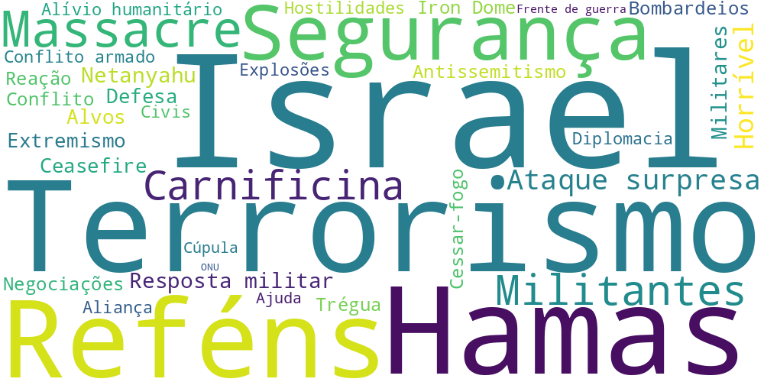 Alívio humanitário
Hostilidades
Iron Dome
Frente de guerra
Bombardeios
Massacre
Segurança
Conflito armado
Netanyahu
Explosões
Antissemitismo
Militares
Horrível
Reação
Conflito
Defesa
Israel
Alvos
Civis
Extremismo
Diplomacia
Ceasefire
Carnificina
Ataque surpresa
Cessar-fogo
Terrorismo
Cúpula
ONU
Negociações
Resposta militar
Militantes
Aliança
Ajuda
Trégua
Reféns
Hamas